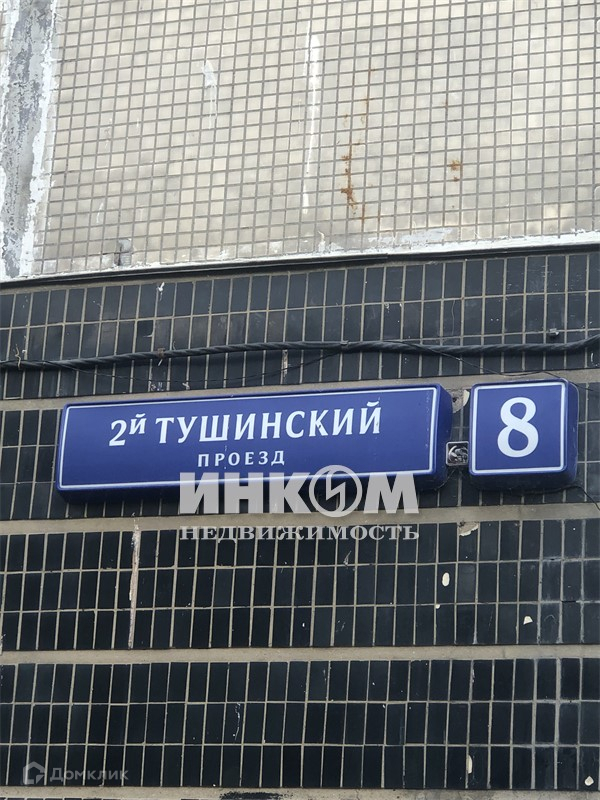 2й ТУШИНСКИЙ
ПРОЕЗД
8
ИНКОМ
НЕДВИЖИМОСТЬ
Домклик